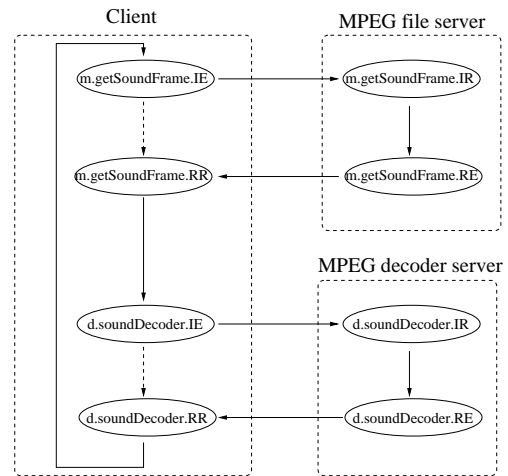 Client
MPEG file server
m.getSoundFrame.IE
m.getSoundFrame.IR
m.getSoundFrame.RR
m.getSoundFrame.RE
MPEG decoder server
d.soundDecoder.IE
d.soundDecoder.IR
d.soundDecoder.RR
d.soundDecoder.RE